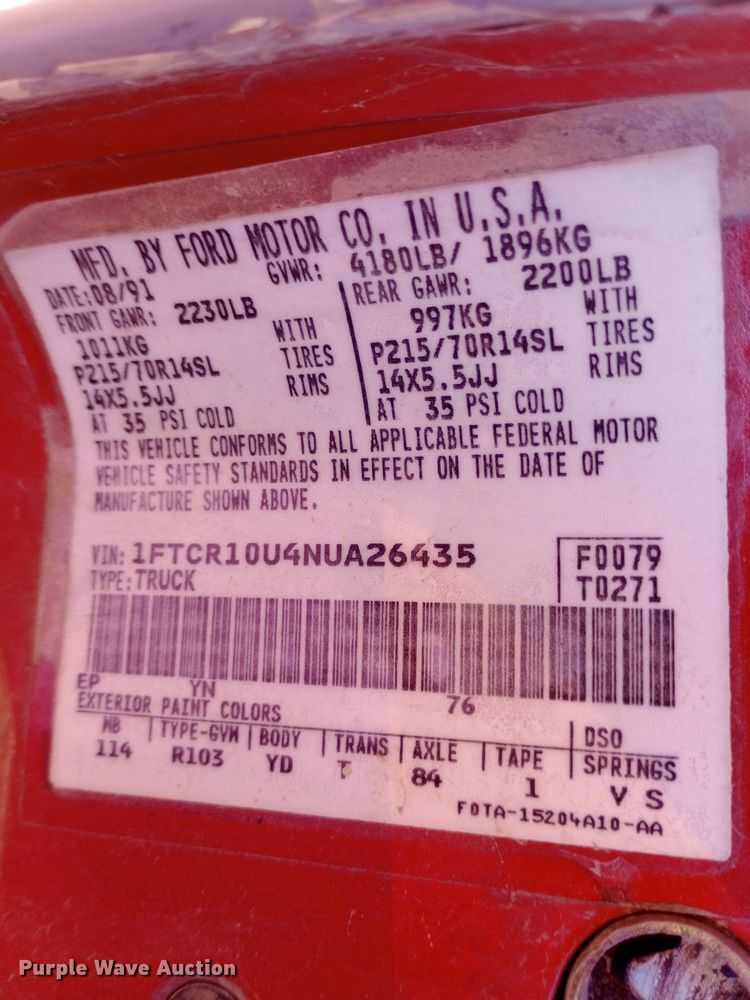 MFD. BY FORD MOTOR CO. IN U.S.A.
DATE: 08/91 GVWR: 4180LB/ 1896KG
FRONT GAWR: 2230LB REAR GAWR: 2200LB
1011KG WITH 997KG WITH
P215/70R14SL TIRES P215/70R14SL TIRES
14X5.5JJ RIMS 14X5.5JJ RIMS
AT 35 PSI COLD AT 35 PSI COLD
THIS VEHICLE CONFORMS TO ALL APPLICABLE FEDERAL MOTOR
VEHICLE SAFETY STANDARDS IN EFFECT ON THE DATE OF
MANUFACTURE SHOWN ABOVE.
VIN: 1FTCR10U4NUA26435 F0079
TYPE: TRUCK T0271
EP YN 76
EXTERIOR PAINT COLORS DSO
WB TYPE-GVW BODY TRANS AXLE TAPE SPRINGS
114 R103 YD T 84 1 V S
F0TA-15204A10-AA
Purple Wave Auction